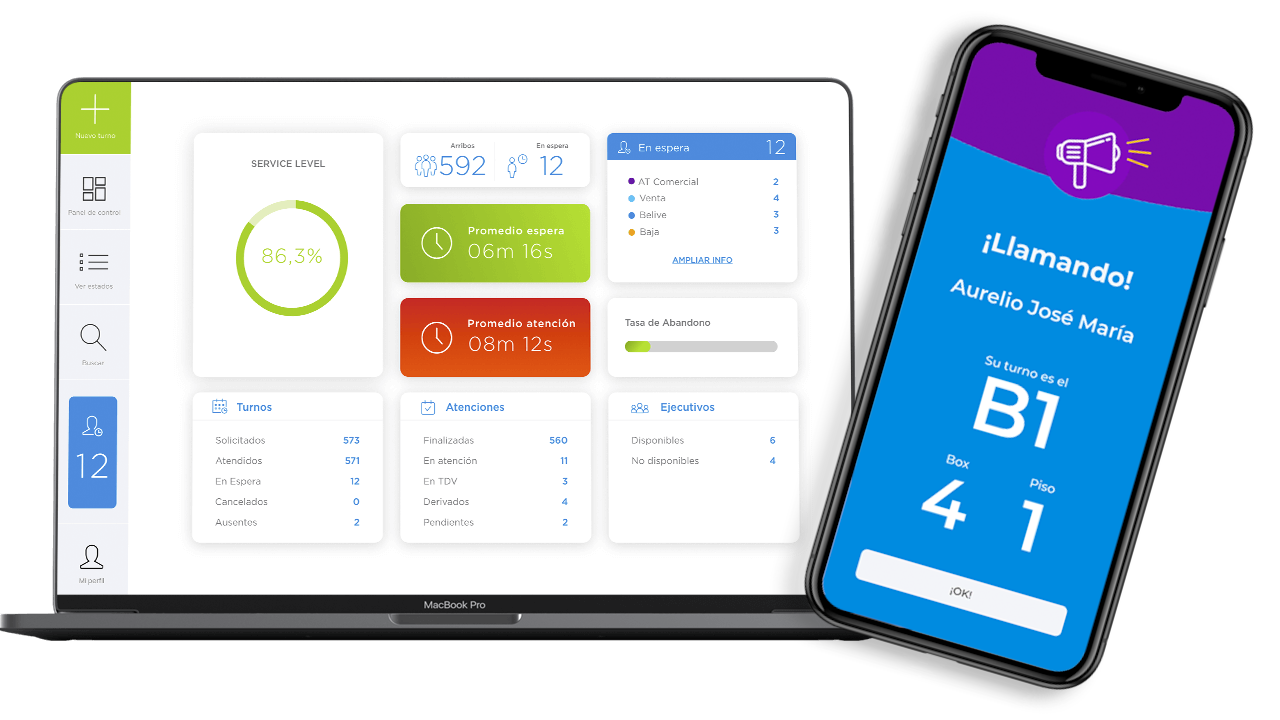 Nuevo turno
Panel de control
Ver estados
Buscar
12
Mi perfil
SERVICE LEVEL
86,3%
Arribos
592
En espera
12
Promedio espera
06m 16s
Promedio atención
08m 12s
En espera 12
AT Comercial 2
Venta 4
Belive 3
Baja 3
AMPLIAR INFO
Tasa de Abandono
Turnos
Solicitados 573
Atendidos 571
En Espera 12
Cancelados 0
Ausentes 2
Atenciones
Finalizadas 560
En atención 11
En TDV 3
Derivados 4
Pendientes 2
Ejecutivos
Disponibles 6
No disponibles 4
MacBook Pro
¡Llamando!
Aurelio José María
Su turno es el
B1
Box
4
Piso
1
¡OK!